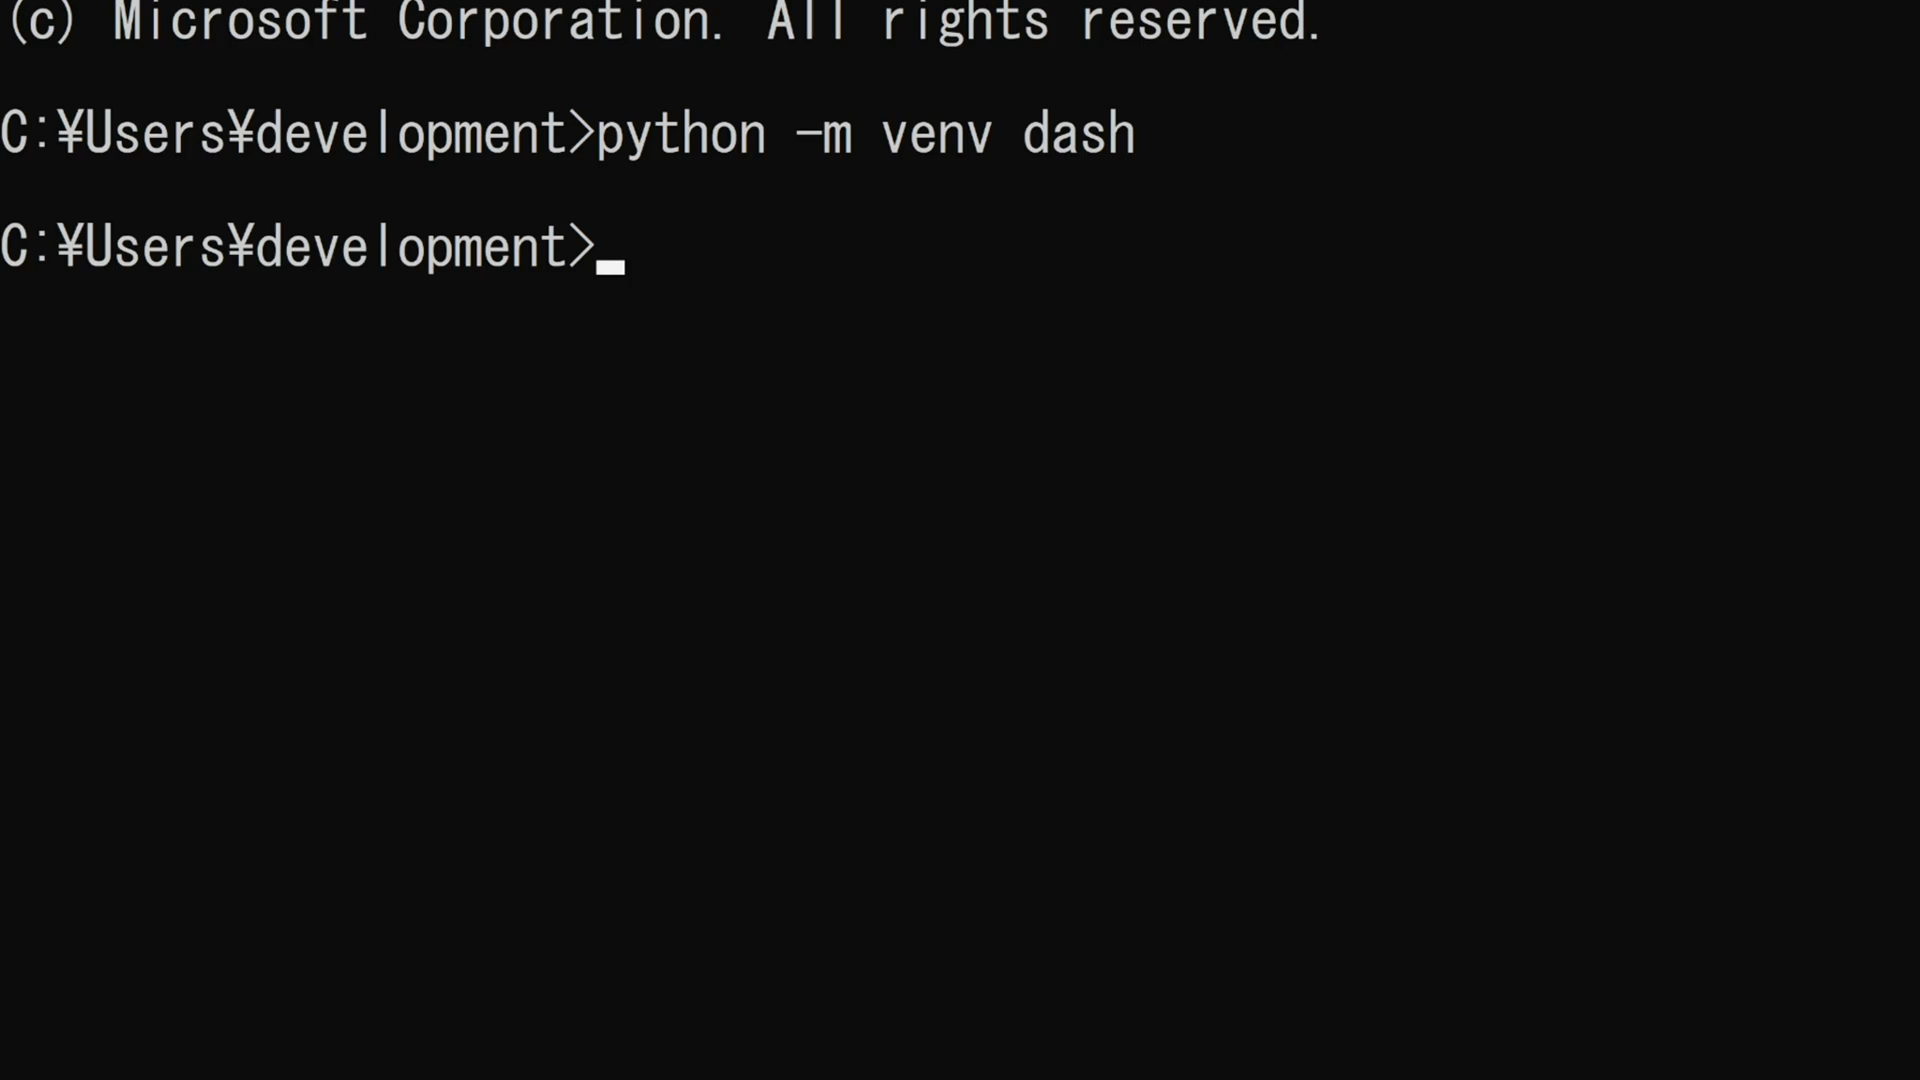 (c) Microsoft Corporation. All rights reserved.
C:¥Users¥development>python -m venv dash
C:¥Users¥development>